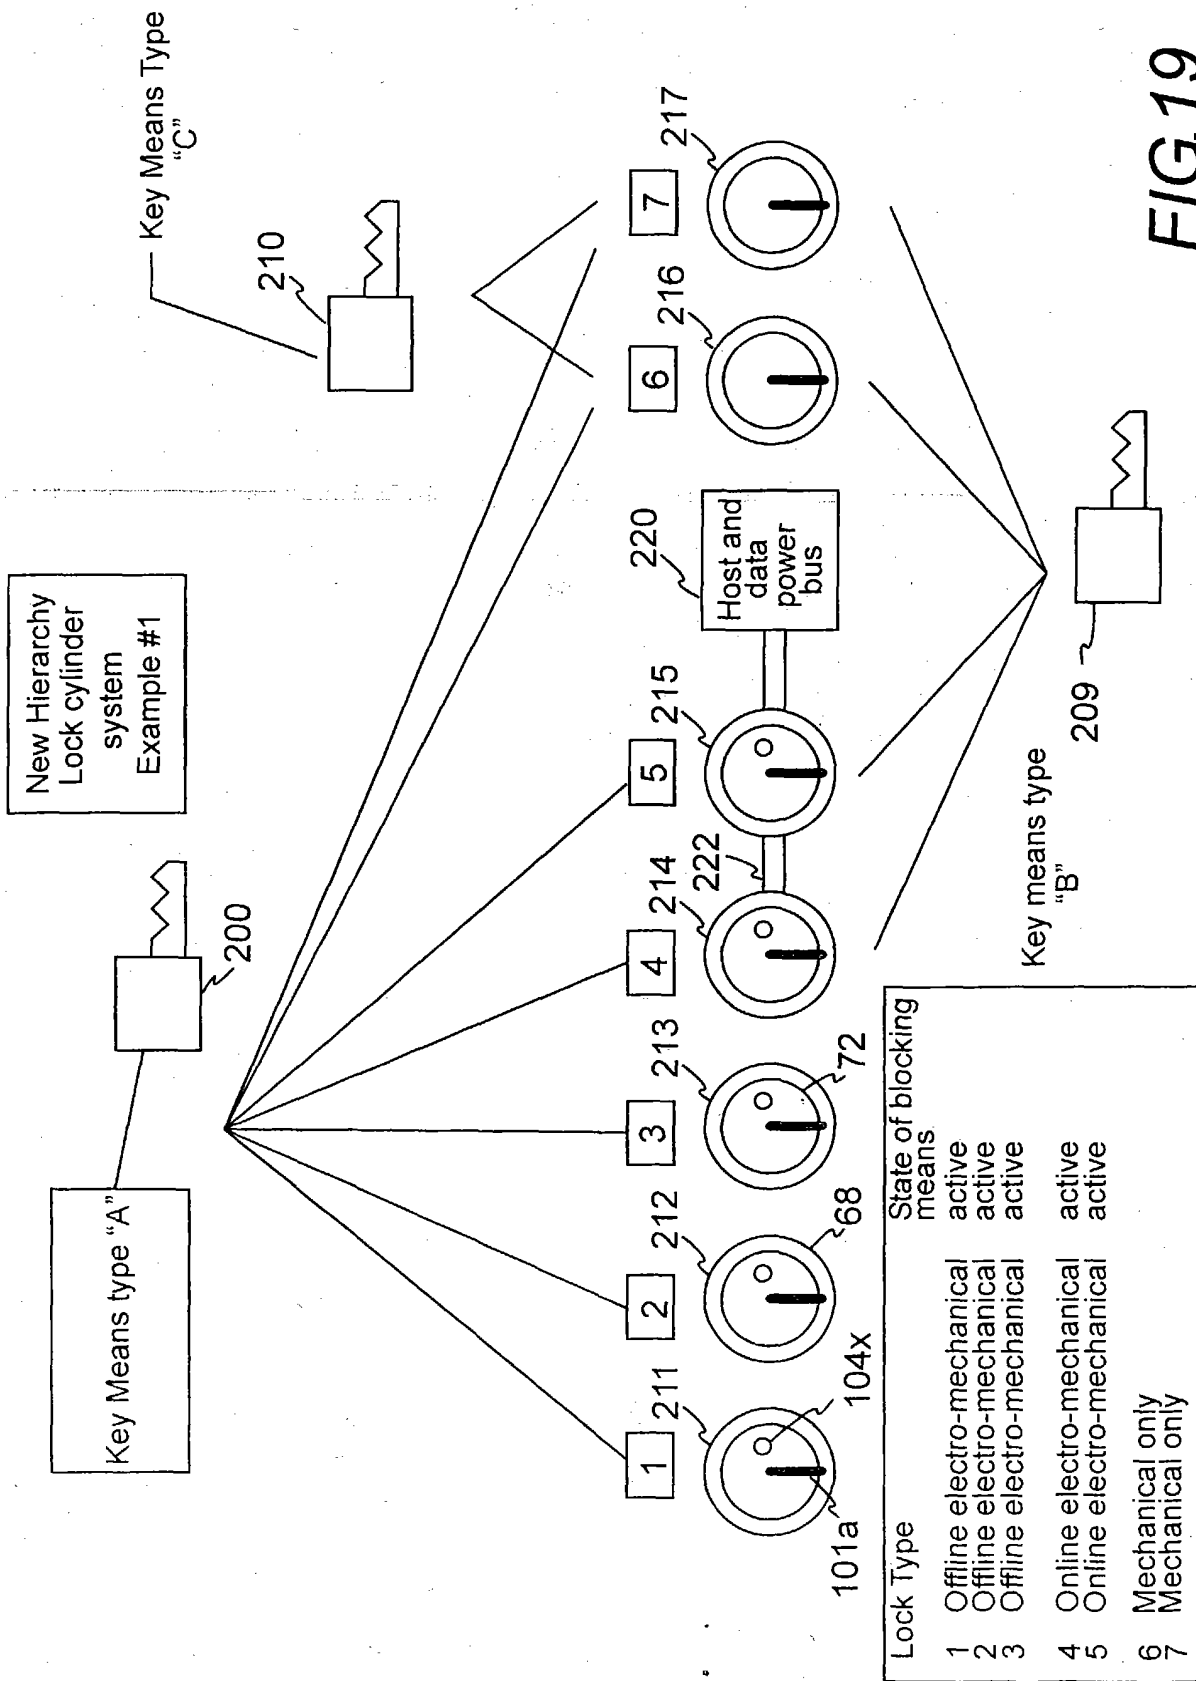 New Hierarchy
Lock cylinder
system
Example #1
Key Means type “A”
200
Key Means Type
“C”
210
1
2
3
4
5
6
7
211
212
213
214
215
220
216
217
Host and
data
power
bus
222
101a
104x
68
72
Key means type
“B”
209
Lock Type
State of blocking
means
1 Offline electro-mechanical active
2 Offline electro-mechanical active
3 Offline electro-mechanical active
4 Online electro-mechanical active
5 Online electro-mechanical active
6 Mechanical only
7 Mechanical only
FIG.19